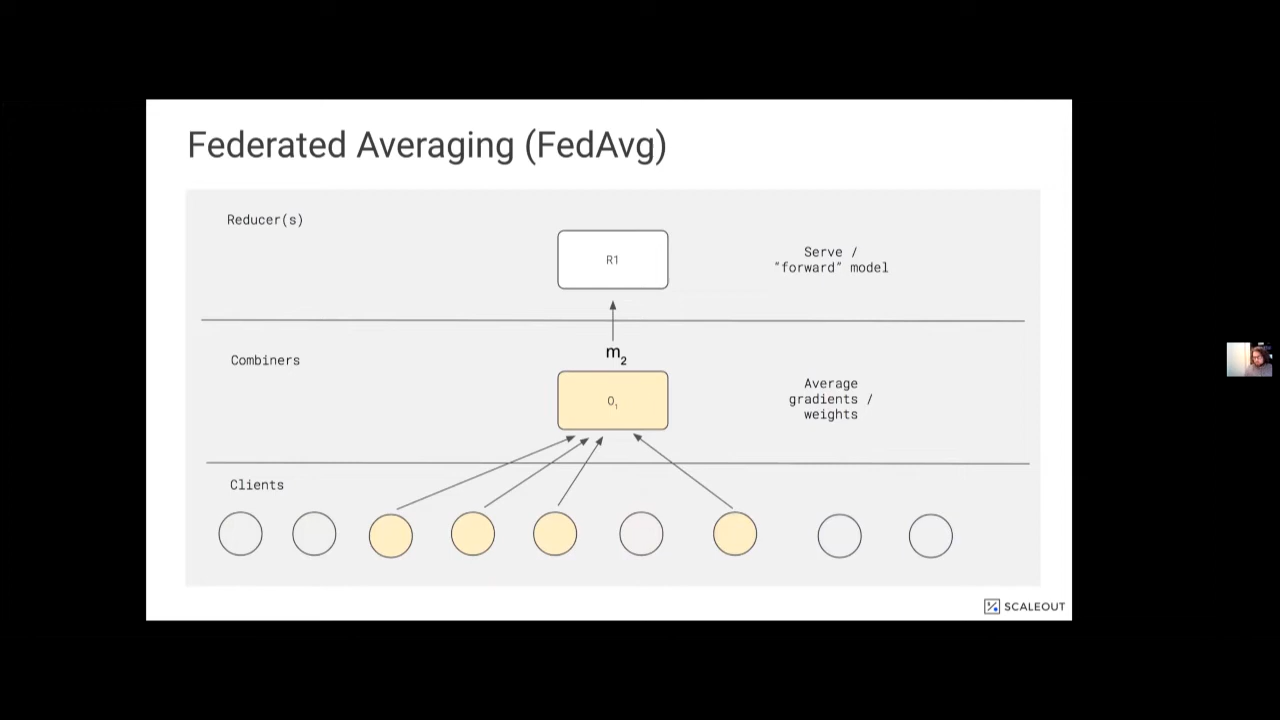 Federated Averaging (FedAvg)
Reducer(s)
R1
Serve /
"forward" model
m2
Combiners
O1
Average
gradients /
weights
Clients
SCALEOUT